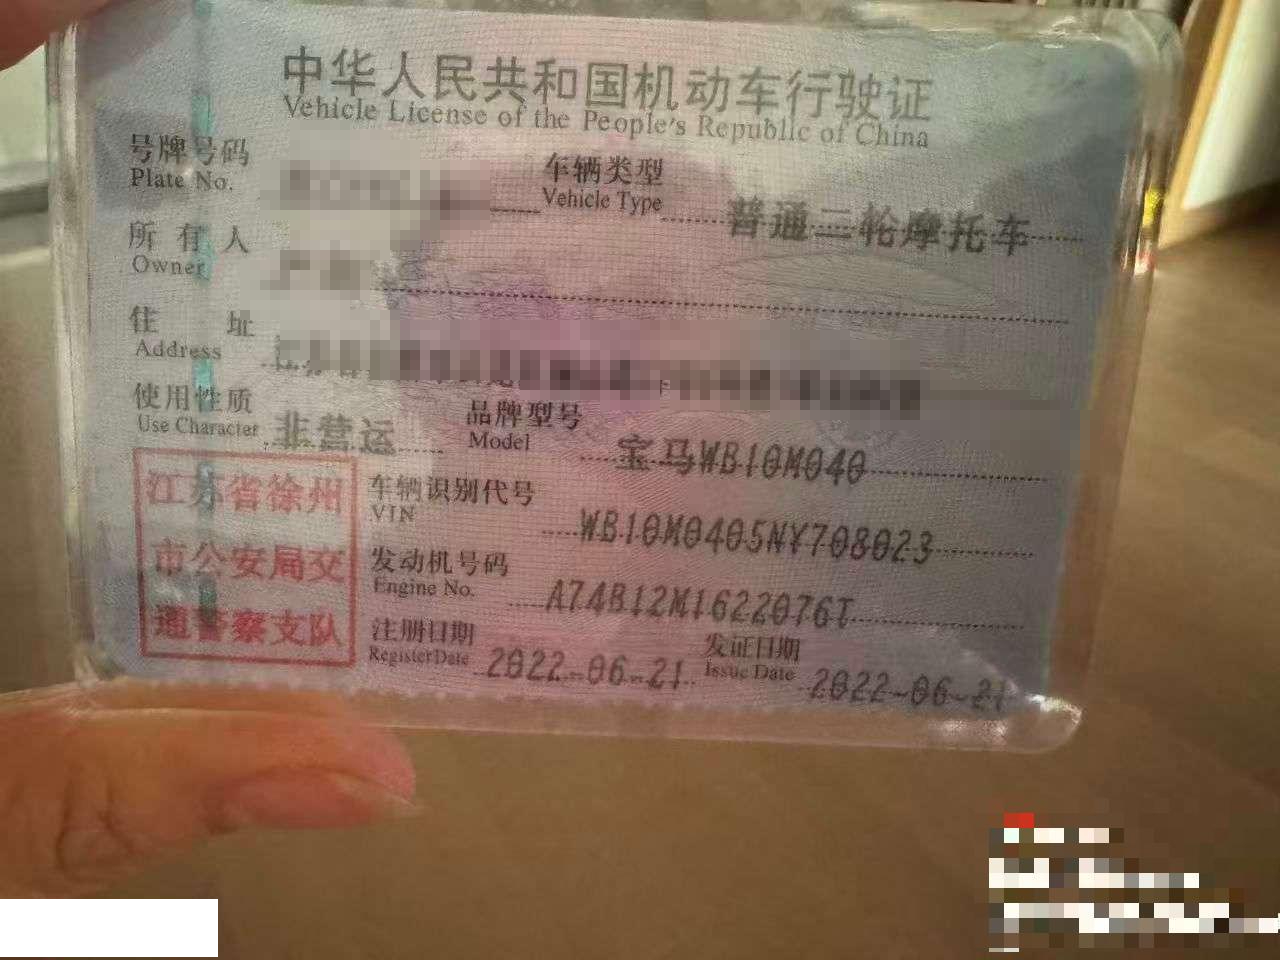 中华人民共和国机动车行驶证
Vehicle License of the People's Republic of China
号牌号码
Plate No.
车辆类型 普通二轮摩托车
Vehicle Type
所有人
Owner
住址
Address
使用性质 非营运
Use Character
品牌型号 宝马WB10M040
Model
江苏省徐州
市公安局交
通警察支队
车辆识别代号 WB10M0405NY708023
VIN
发动机号码 A74B12M1622076T
Engine No.
注册日期 2022-06-21
Register Date
发证日期 2022-06-21
Issue Date